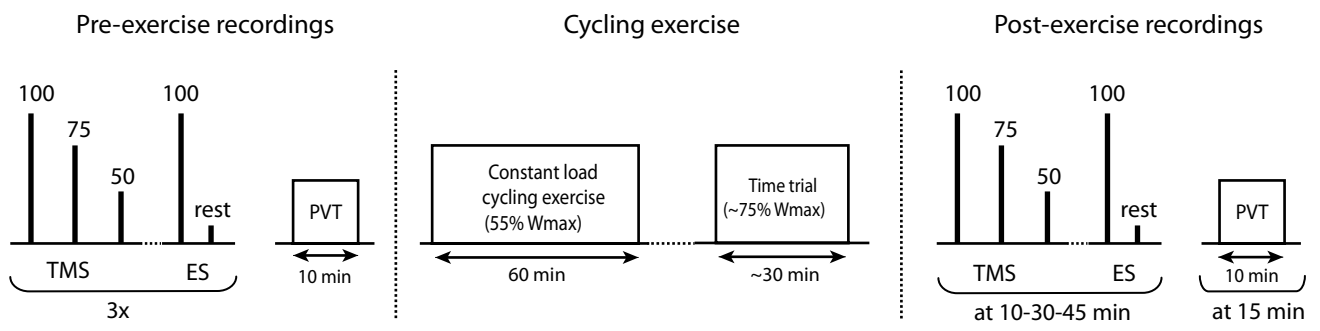 Pre-exercise recordings
Cycling exercise
Post-exercise recordings
100
75
50
100
rest
TMS
ES
3x
PVT
10 min
Constant load
cycling exercise
(55% Wmax)
60 min
Time trial
(~75% Wmax)
~30 min
100
75
50
100
rest
TMS
ES
at 10-30-45 min
PVT
10 min
at 15 min